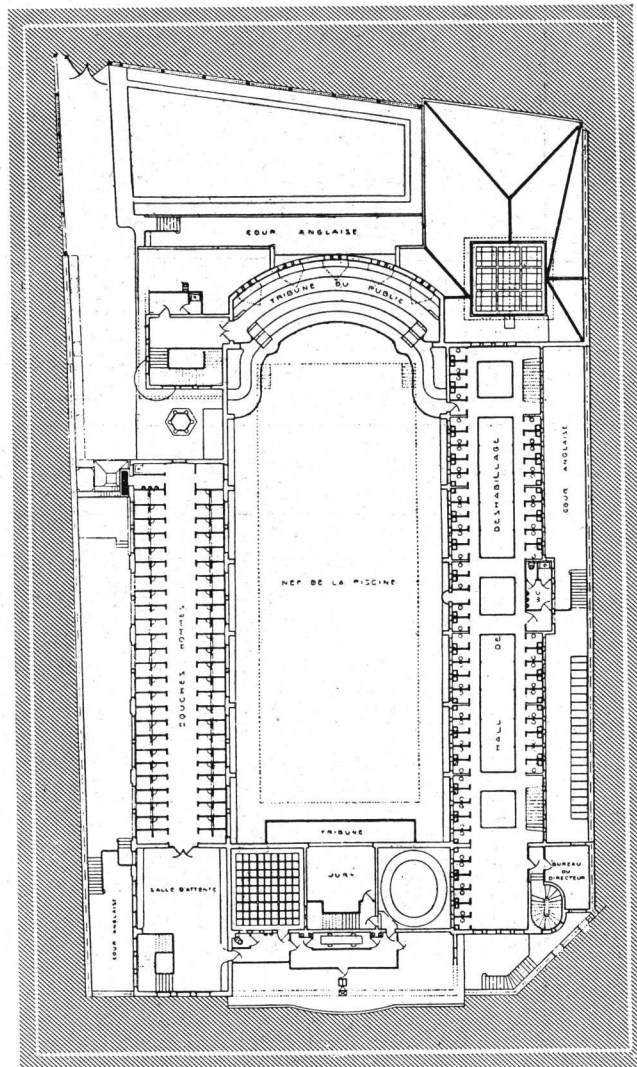 COUR ANGLAISE
TRIBUNE DU PUBLIC
DESHABILLAGE
COUR ANGLAISE
NEF DE LA PISCINE
DOUCHES HOMMES
HALL DE
TRIBUNE
JURY
SALLE D'ATTENTE
BUREAU
DU
DIRECTEUR
COUR ANGLAISE